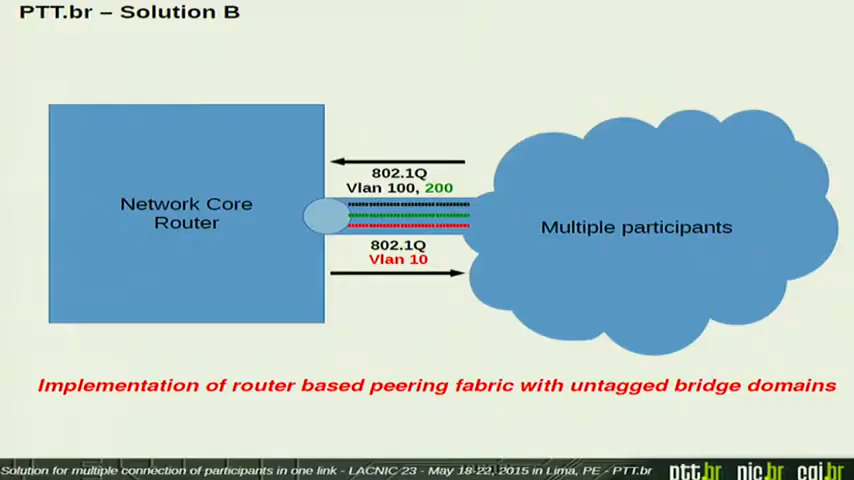 PTT.br – Solution B
802.1Q
Vlan 100, 200
Network Core
Router
Multiple participants
802.1Q
Vlan 10
Implementation of router based peering fabric with untagged bridge domains
Solution for multiple connection of participants in one link - LACNIC 23 - May 18-22, 2015 in Lima, PE - PTT.br
ptt.br nic.br cgi.br